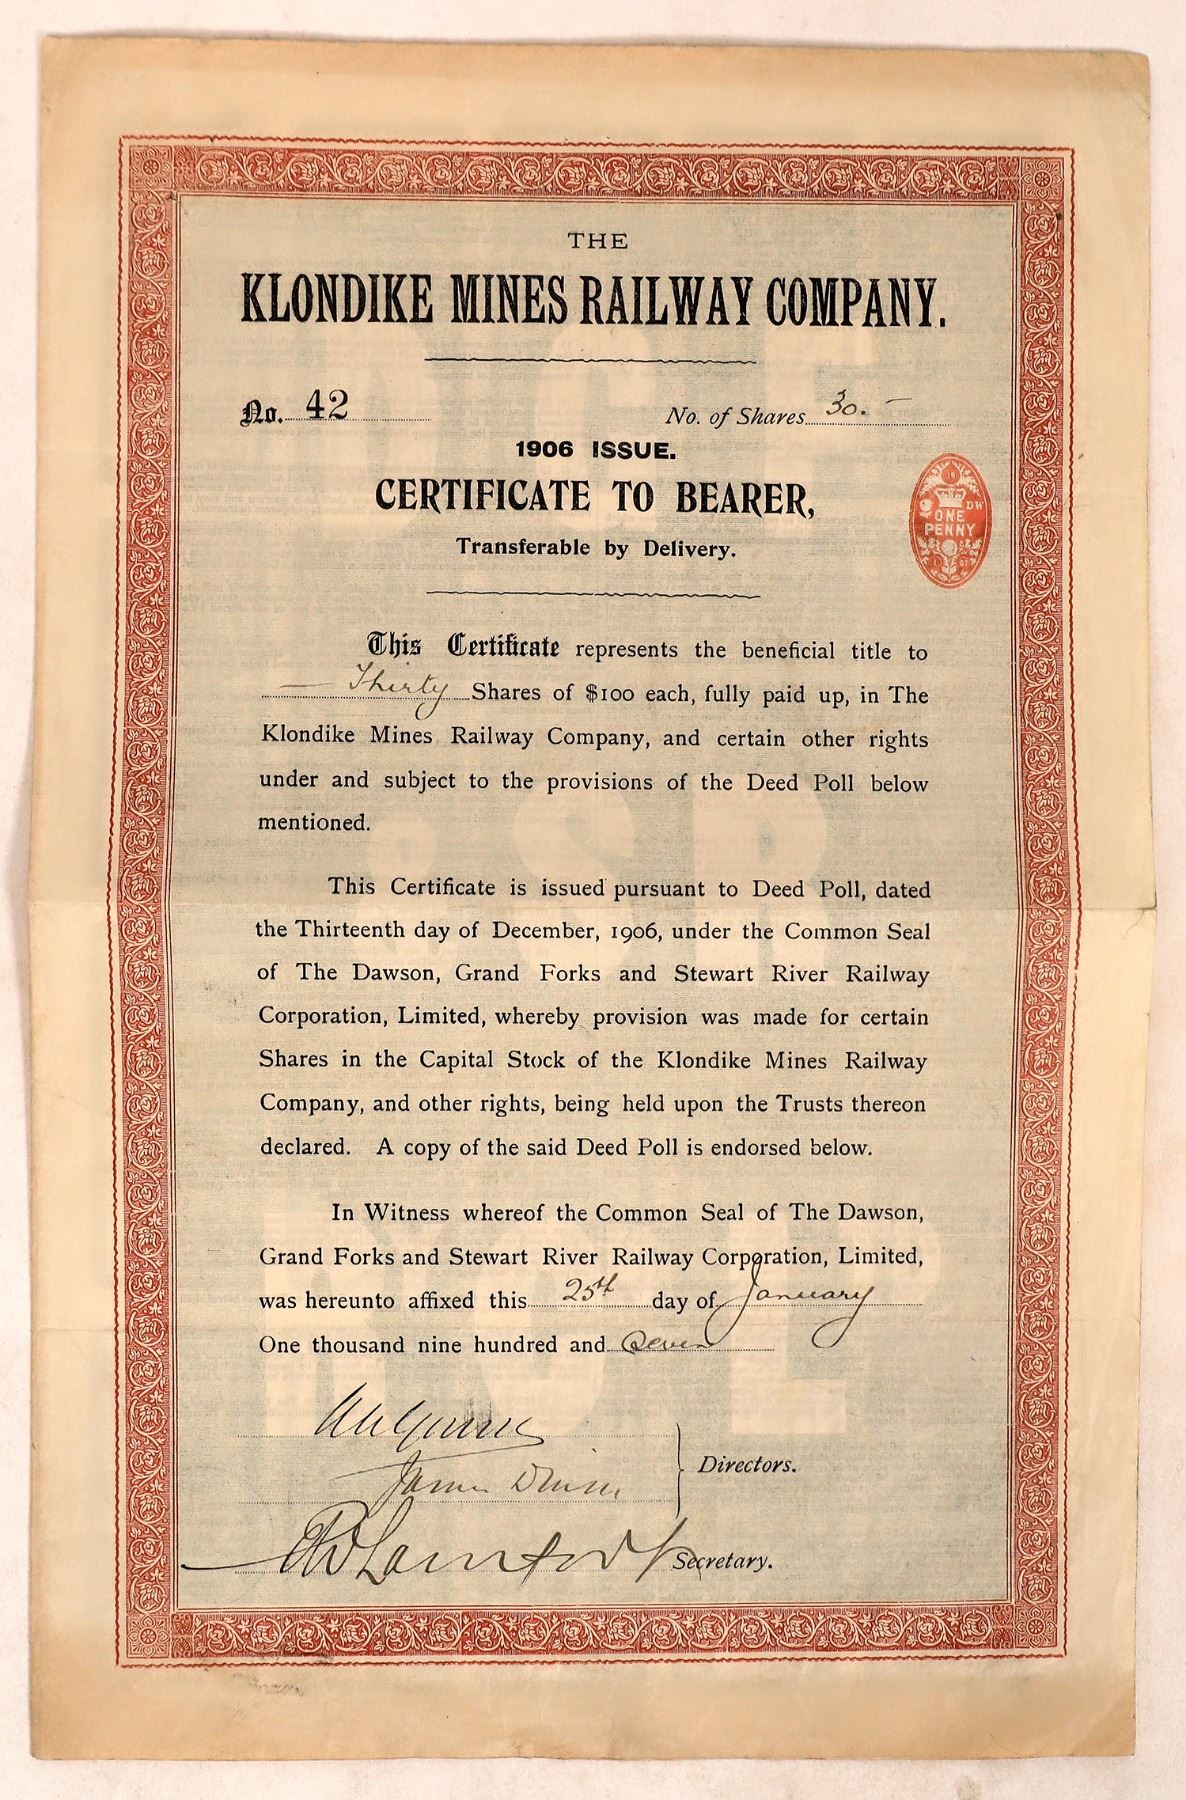 THE
KLONDIKE MINES RAILWAY COMPANY.
No. 42 No. of Shares 30.–
1906 ISSUE.
CERTIFICATE TO BEARER,
Transferable by Delivery.
ONE
PENNY
DW
This Certificate represents the beneficial title to
— Thirty Shares of $100 each, fully paid up, in The
Klondike Mines Railway Company, and certain other rights
under and subject to the provisions of the Deed Poll below
mentioned.
This Certificate is issued pursuant to Deed Poll, dated
the Thirteenth day of December, 1906, under the Common Seal
of The Dawson, Grand Forks and Stewart River Railway
Corporation, Limited, whereby provision was made for certain
Shares in the Capital Stock of the Klondike Mines Railway
Company, and other rights, being held upon the Trusts thereon
declared. A copy of the said Deed Poll is endorsed below.
In Witness whereof the Common Seal of The Dawson,
Grand Forks and Stewart River Railway Corporation, Limited,
was hereunto affixed this 25th day of January
One thousand nine hundred and Seven
James
Directors.
Secretary.